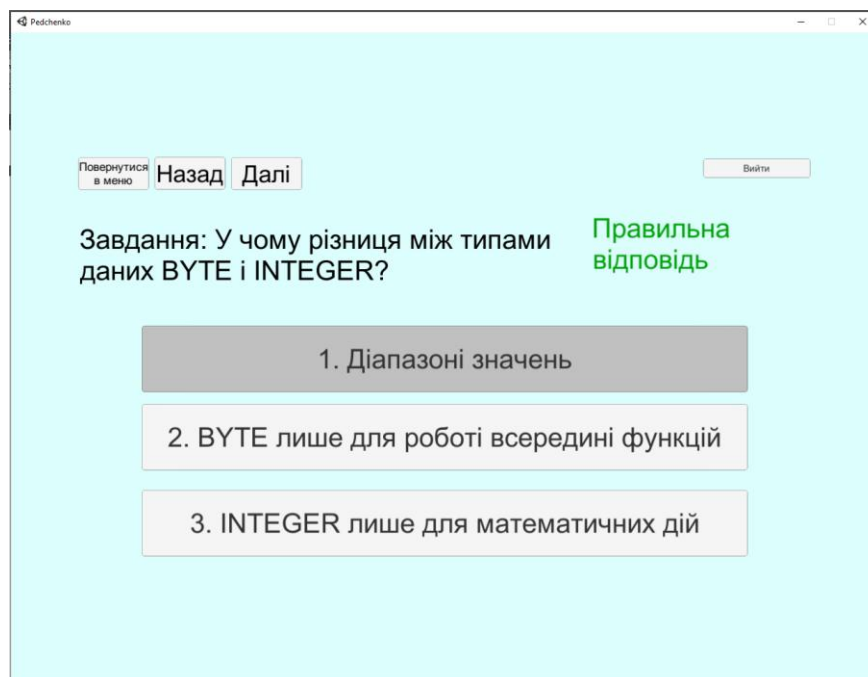 Pedchenko
Повернутися
в меню
Назад
Далі
Вийти
Завдання: У чому різниця між типами
даних BYTE і INTEGER?
Правильна
відповідь
1. Діапазоні значень
2. BYTE лише для роботі всередині функцій
3. INTEGER лише для математичних дій